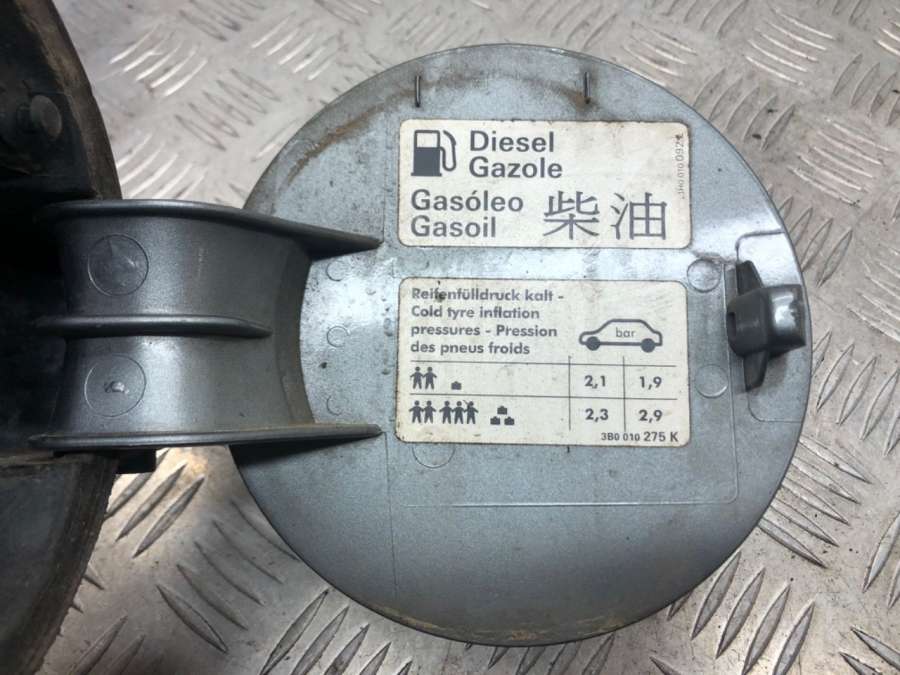 Diesel
Gazole
Gasóleo
Gasoil
柴油
Reifenfülldruck kalt -
Cold tyre inflation
pressures - Pression
des pneus froids
bar
2,1 1,9
2,3 2,9
3B0 010 275 K